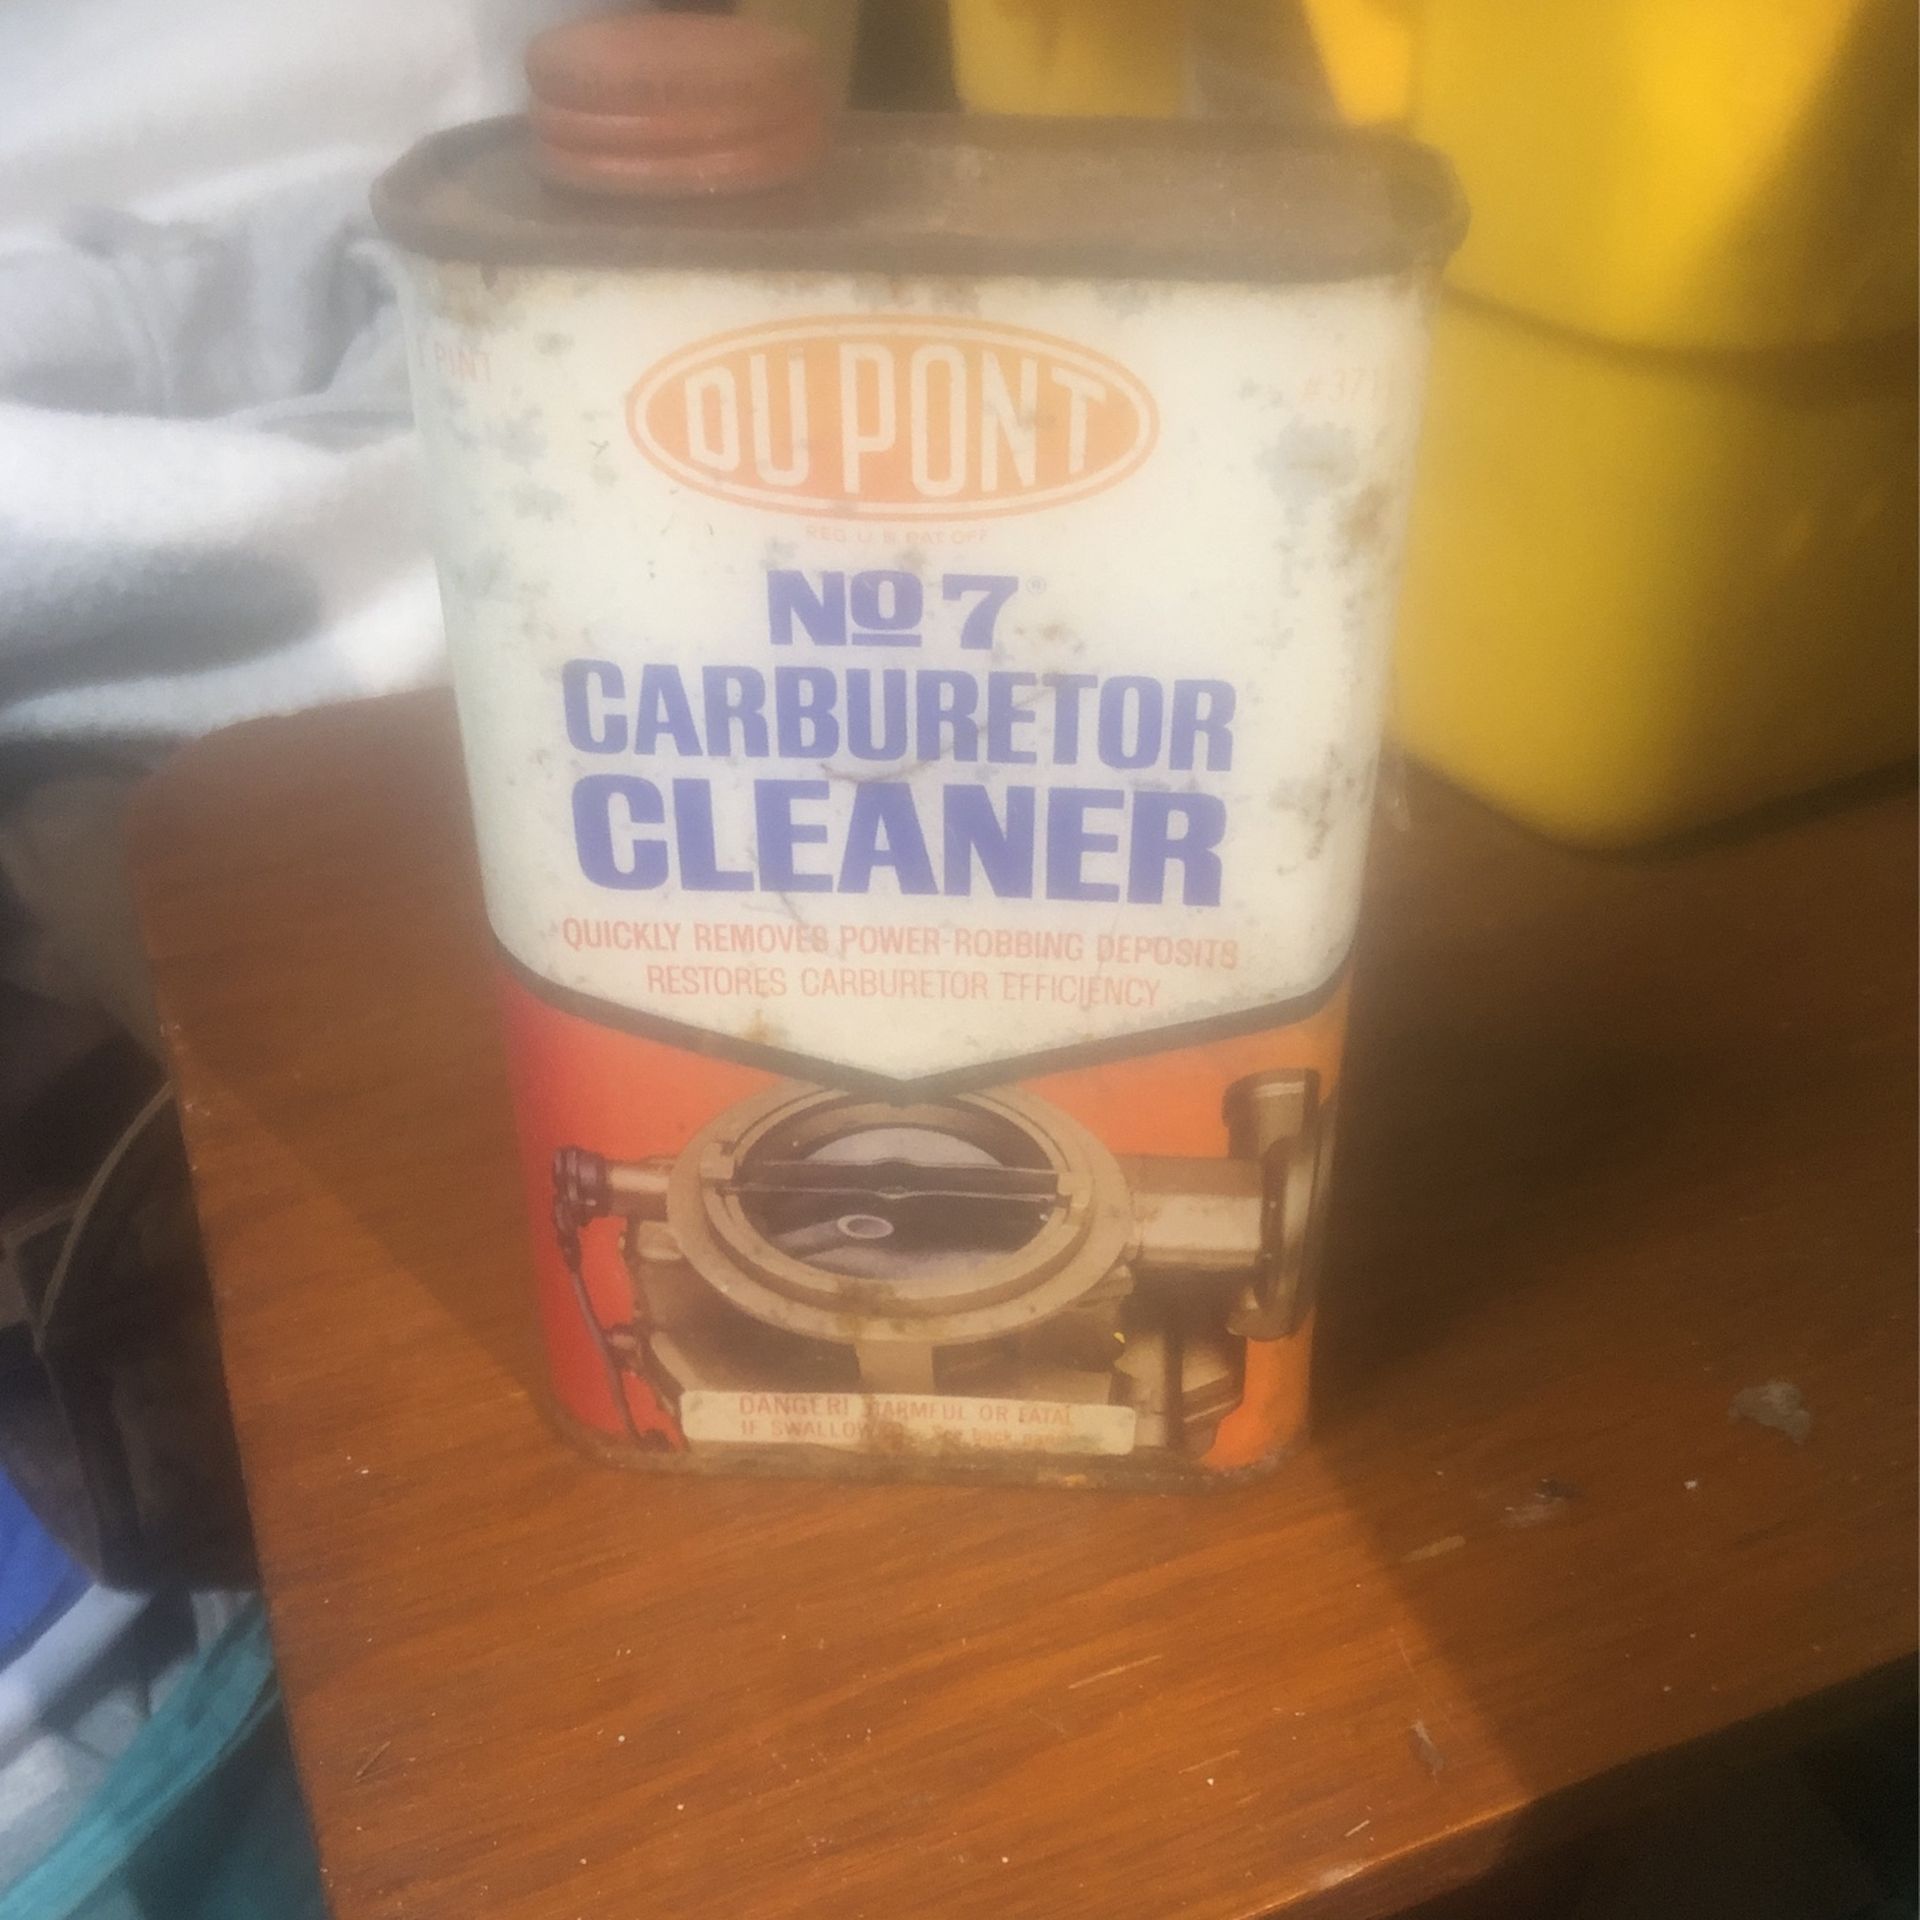 PINT
DU PONT
REG. U.S. PAT. OFF.
No 7®
CARBURETOR
CLEANER
QUICKLY REMOVES POWER-ROBBING DEPOSITS
RESTORES CARBURETOR EFFICIENCY
DANGER! HARMFUL OR FATAL
IF SWALLOWED